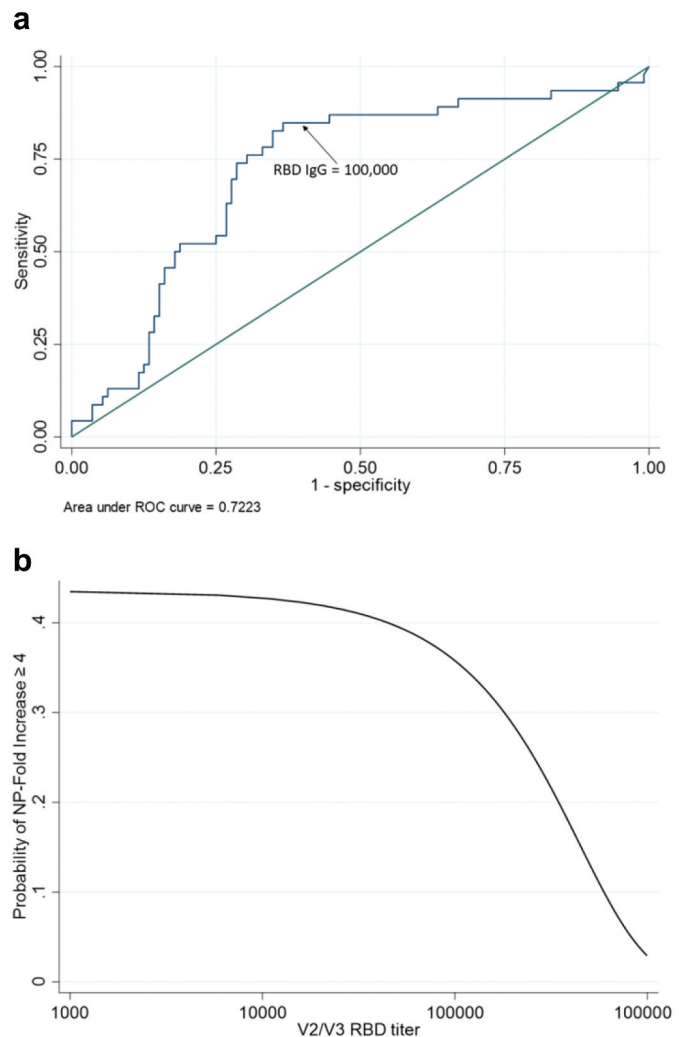 a
1.00
0.75
0.50
0.25
0.00
Sensitivity
RBD IgG = 100,000
0.00 0.25 0.50 0.75 1.00
1 - specificity
Area under ROC curve = 0.7223
b
.4
.3
.2
.1
0
Probability of NP-Fold Increase ≥ 4
1000 10000 100000 100000
V2/V3 RBD titer